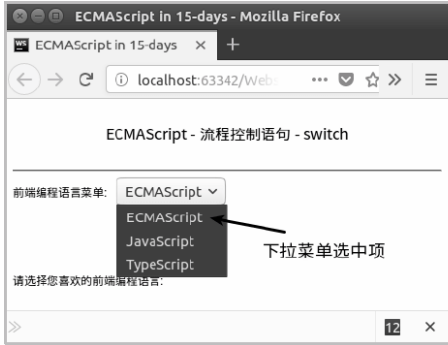 ECMAScript in 15-days - Mozilla Firefox
WS ECMAScript in 15-days × +
localhost:63342/Webs
ECMAScript - 流程控制语句 - switch
前端编程语言菜单: ECMAScript
ECMAScript
JavaScript
TypeScript
下拉菜单选中项
请选择您喜欢的前端编程语言:
12 ×